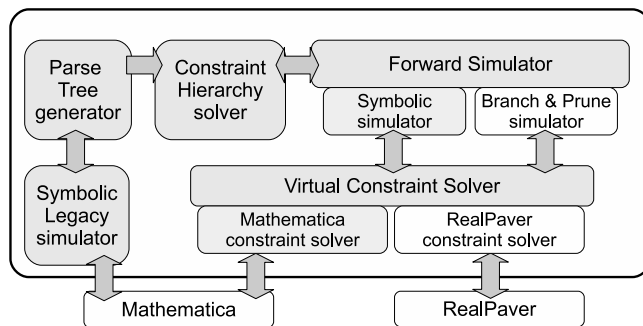 Parse
Tree
generator
Constraint
Hierarchy
solver
Forward Simulator
Symbolic
simulator
Branch & Prune
simulator
Symbolic
Legacy
simulator
Virtual Constraint Solver
Mathematica
constraint solver
RealPaver
constraint solver
Mathematica
RealPaver